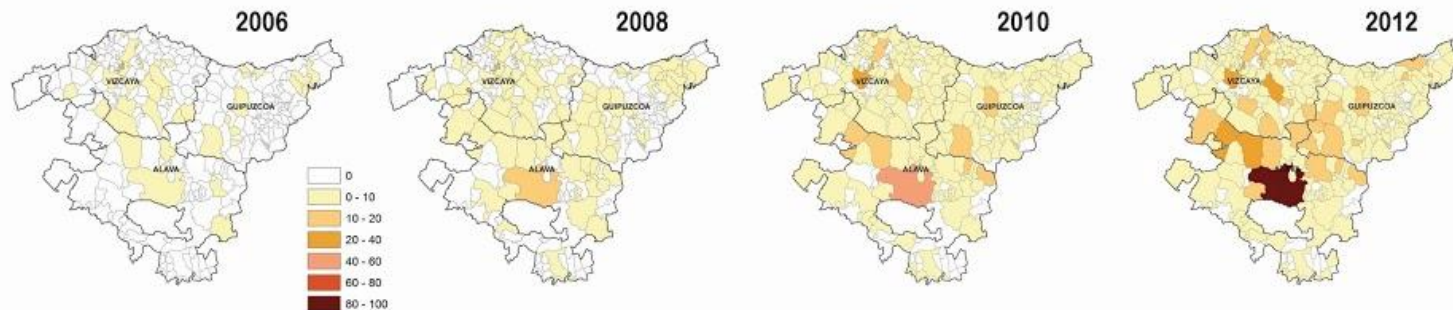 2006
2008
2010
2012
VIZCAYA
GUIPUZCOA
ALAVA
VIZCAYA
GUIPUZCOA
ALAVA
VIZCAYA
GUIPUZCOA
ALAVA
VIZCAYA
GUIPUZCOA
0
0 - 10
10 - 20
20 - 40
40 - 60
60 - 80
80 - 100